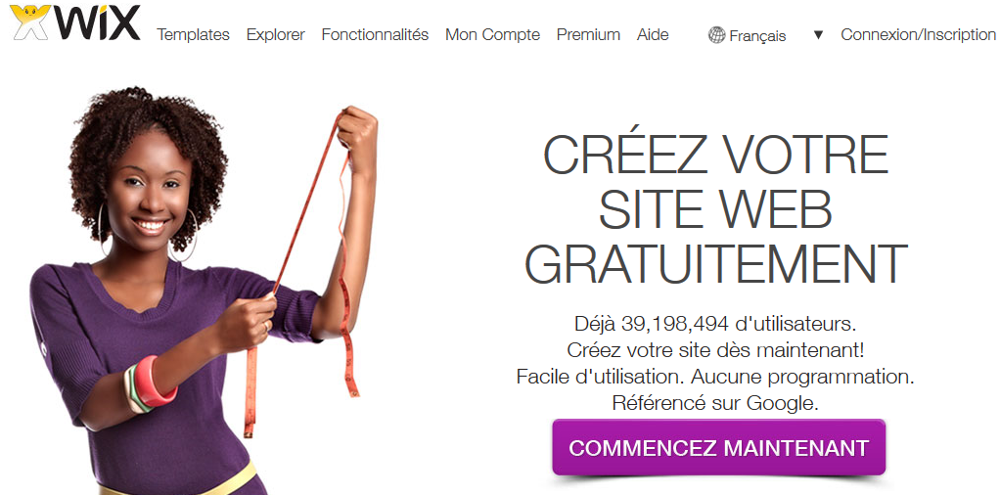 WiX
Templates Explorer Fonctionnalités Mon Compte Premium Aide Français ▼ Connexion/Inscription
CRÉEZ VOTRE
SITE WEB
GRATUITEMENT
Déjà 39,198,494 d'utilisateurs.
Créez votre site dès maintenant!
Facile d'utilisation. Aucune programmation.
Référencé sur Google.
COMMENCEZ MAINTENANT